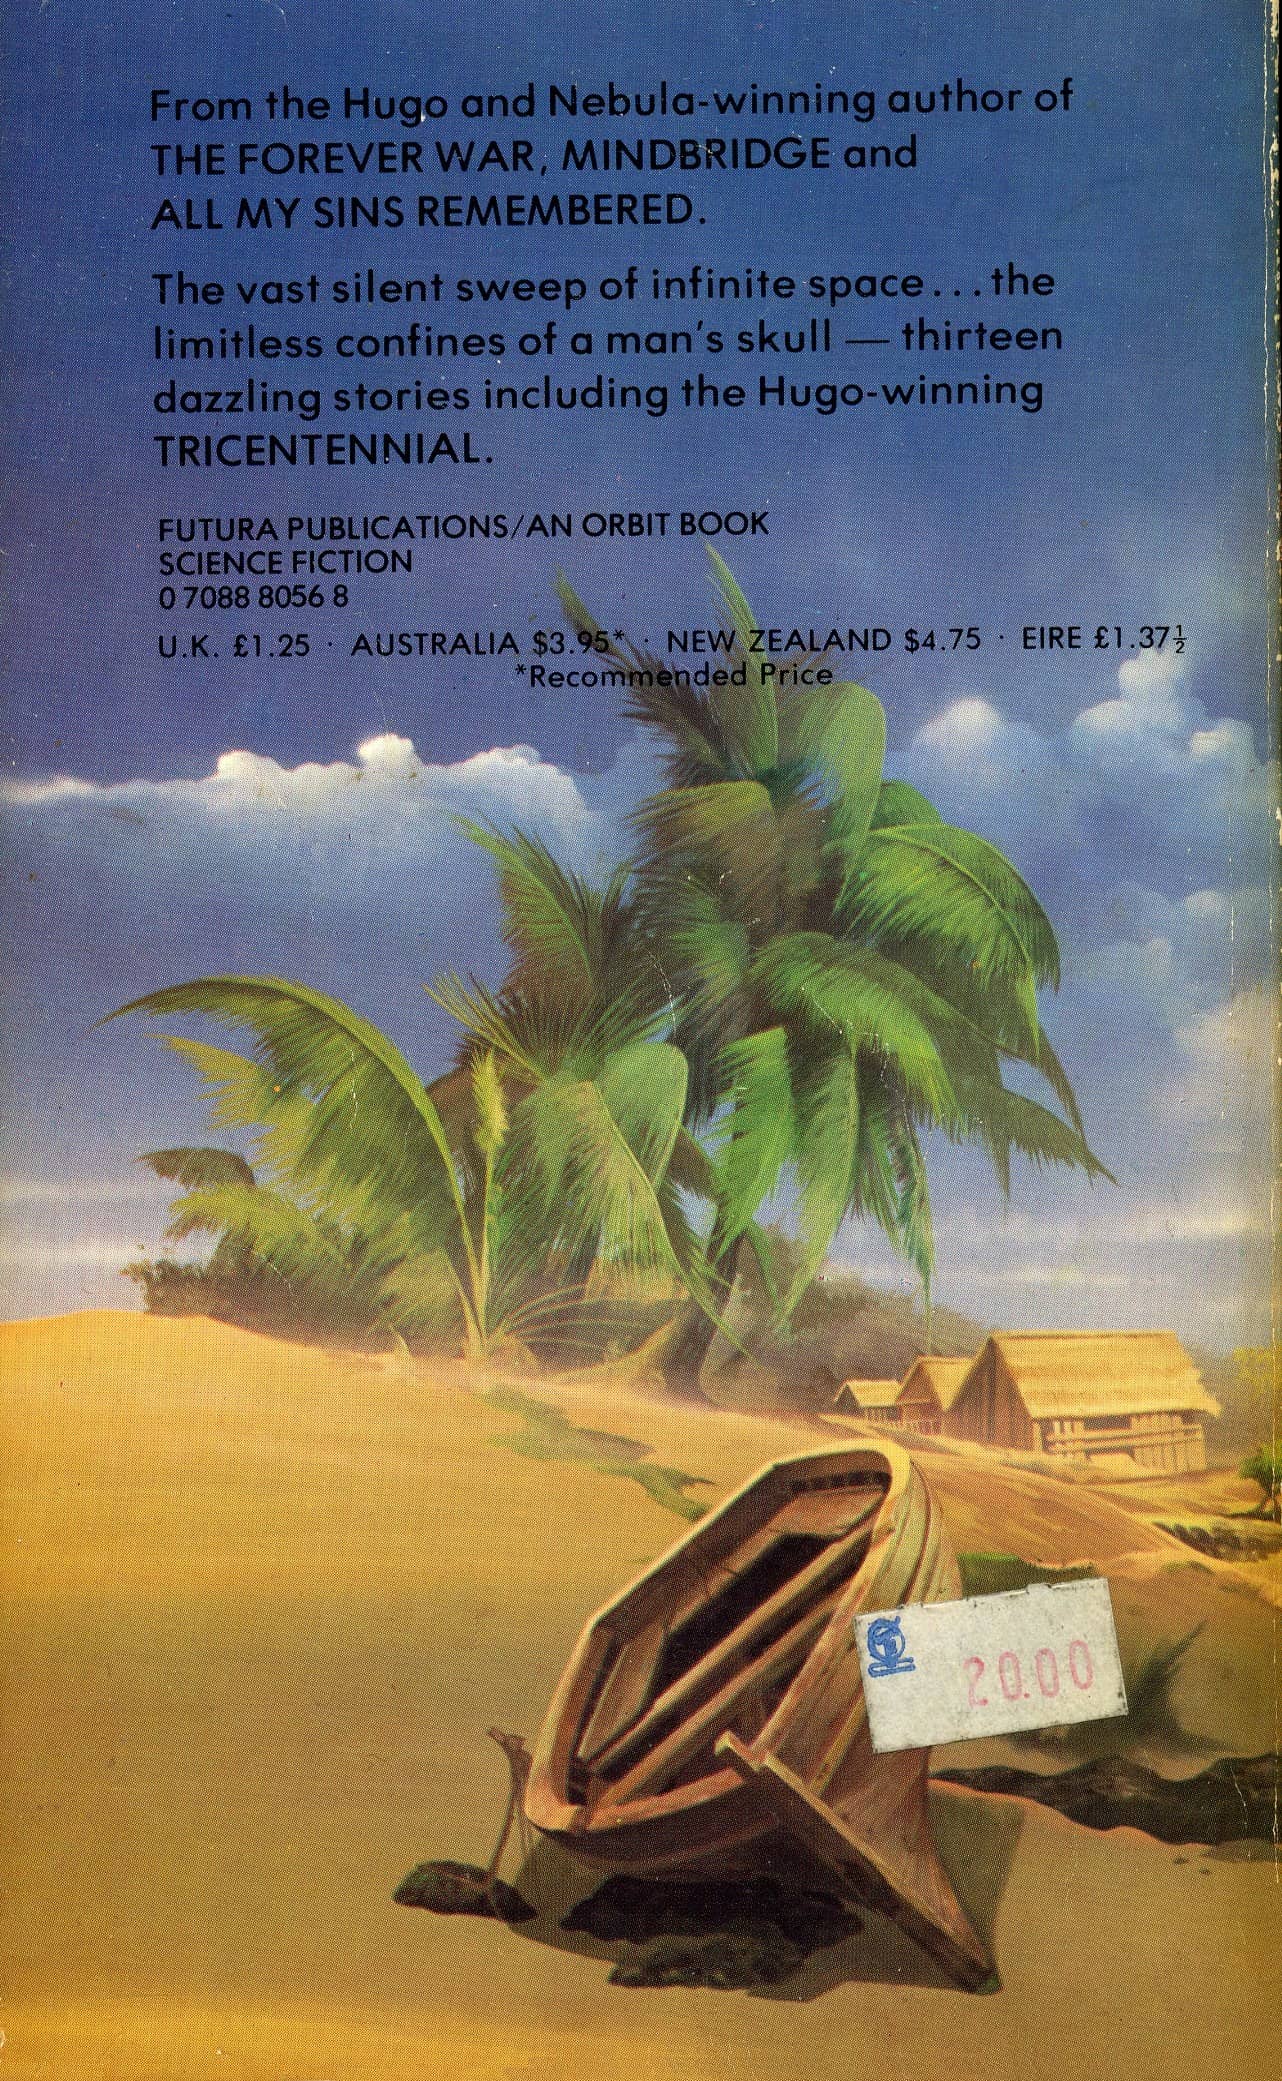 From the Hugo and Nebula-winning author of
THE FOREVER WAR, MINDBRIDGE and
ALL MY SINS REMEMBERED.
The vast silent sweep of infinite space...the
limitless confines of a man's skull — thirteen
dazzling stories including the Hugo-winning
TRICENTENNIAL.
FUTURA PUBLICATIONS/AN ORBIT BOOK
SCIENCE FICTION
0 7088 8056 8
U.K. £1.25 · AUSTRALIA $3.95* · NEW ZEALAND $4.75 · EIRE £1.37½
*Recommended Price
20.00